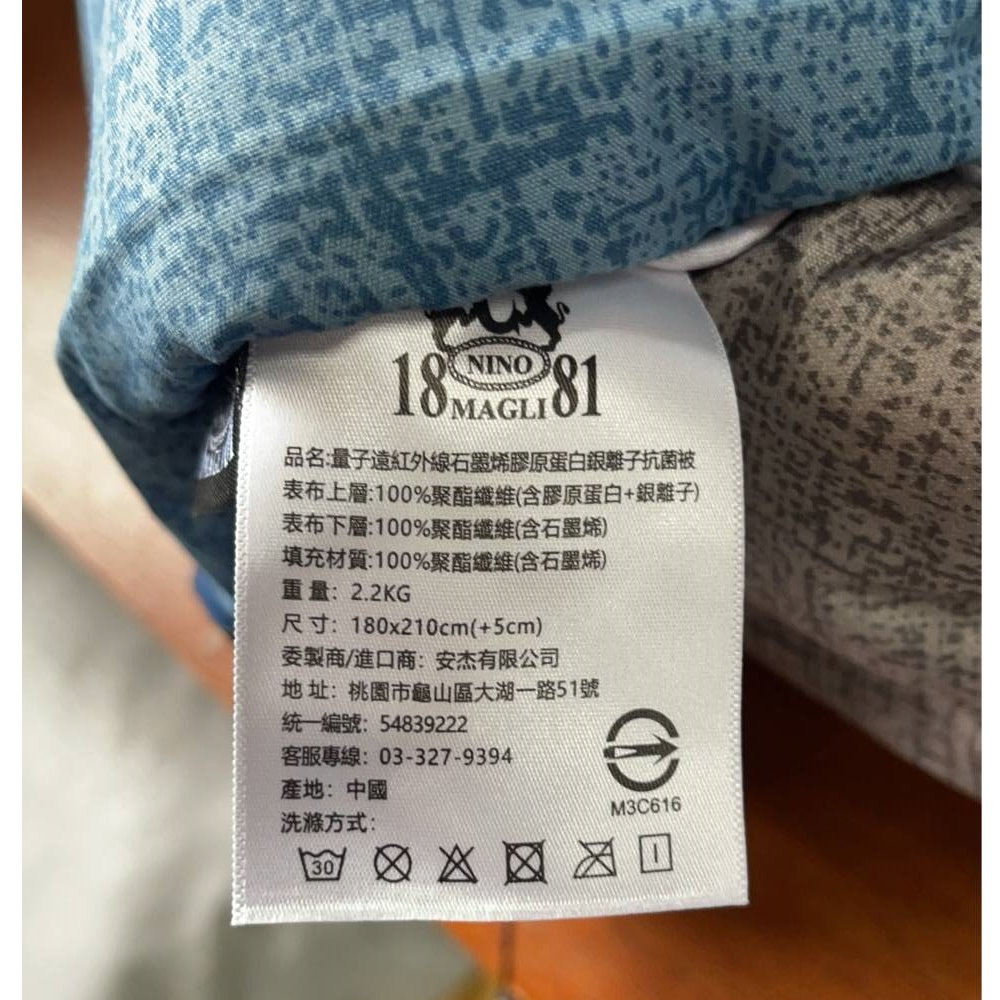 18 NINO MAGLI 81
品名:量子遠紅外線石墨烯膠原蛋白銀離子抗菌被
表布上層:100%聚酯纖維(含膠原蛋白+銀離子)
表布下層:100%聚酯纖維(含石墨烯)
填充材質:100%聚酯纖維(含石墨烯)
重量: 2.2KG
尺寸: 180x210cm(+5cm)
委製商/進口商: 安杰有限公司
地址: 桃園市龜山區大湖一路51號
統一編號: 54839222
客服專線: 03-327-9394
產地: 中國
M3C616
洗滌方式:
30